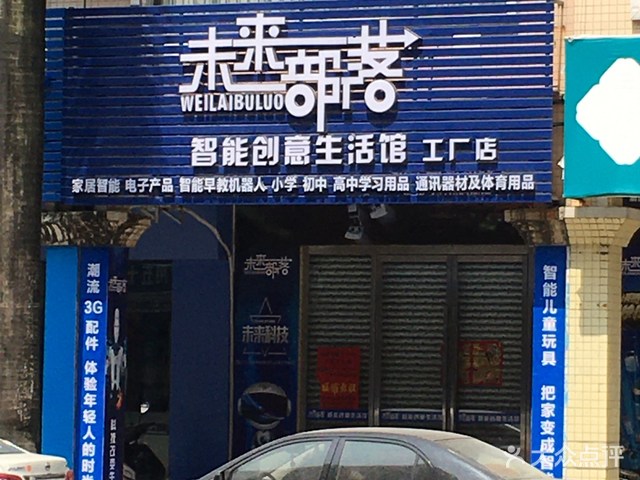 未来部落
WEILAIBULUO
智能创意生活馆 工厂店
家居智能 电子产品 智能早教机器人 小学 初中 高中学习用品 通讯器材及体育用品
潮流3G配件 体验年轻人的时尚
未来部落
未来科技
智能儿童玩具 把家变成智
大众点评